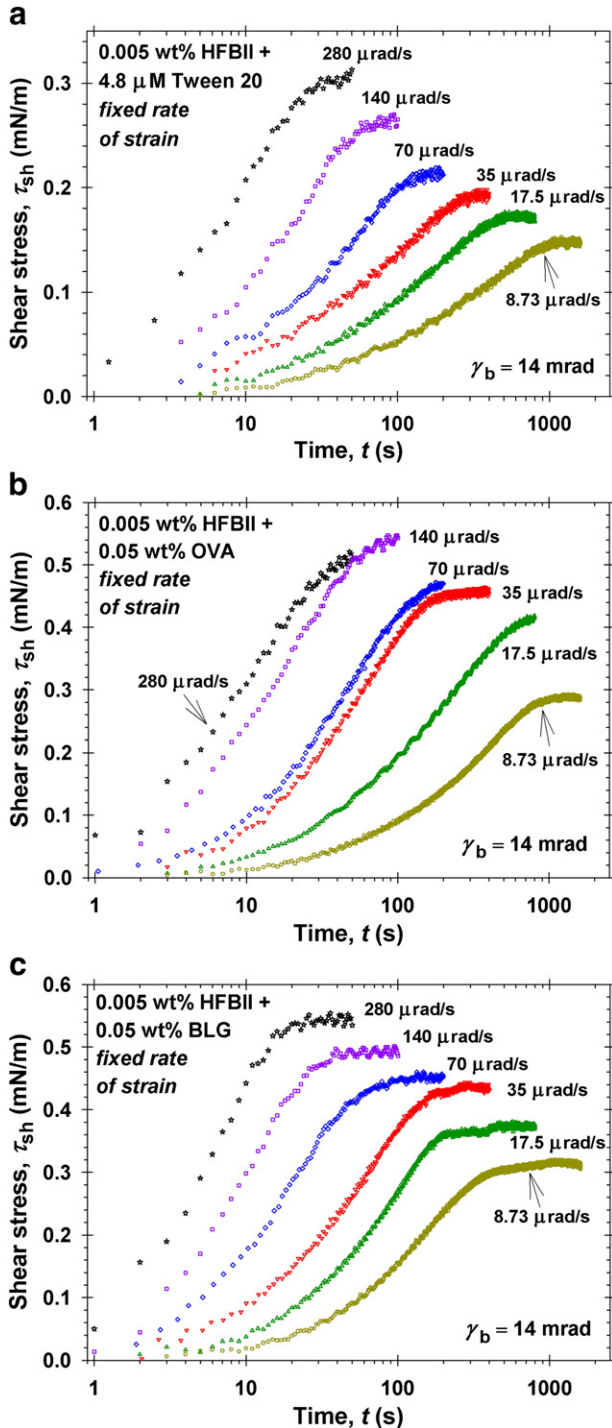 a
0.005 wt% HFBII +
4.8 μM Tween 20
fixed rate
of strain
280 μrad/s
140 μrad/s
70 μrad/s
35 μrad/s
17.5 μrad/s
8.73 μrad/s
γb = 14 mrad
Shear stress, τsh (mN/m)
0.3
0.2
0.1
0.0
1 10 100 1000
Time, t (s)
b
0.005 wt% HFBII +
0.05 wt% OVA
fixed rate
of strain
140 μrad/s
70 μrad/s
35 μrad/s
280 μrad/s
17.5 μrad/s
8.73 μrad/s
γb = 14 mrad
Shear stress, τsh (mN/m)
0.6
0.5
0.4
0.3
0.2
0.1
0.0
1 10 100 1000
Time, t (s)
c
0.005 wt% HFBII +
0.05 wt% BLG
fixed rate
of strain
280 μrad/s
140 μrad/s
70 μrad/s
35 μrad/s
17.5 μrad/s
8.73 μrad/s
γb = 14 mrad
Shear stress, τsh (mN/m)
0.6
0.5
0.4
0.3
0.2
0.1
0.0
1 10 100 1000
Time, t (s)